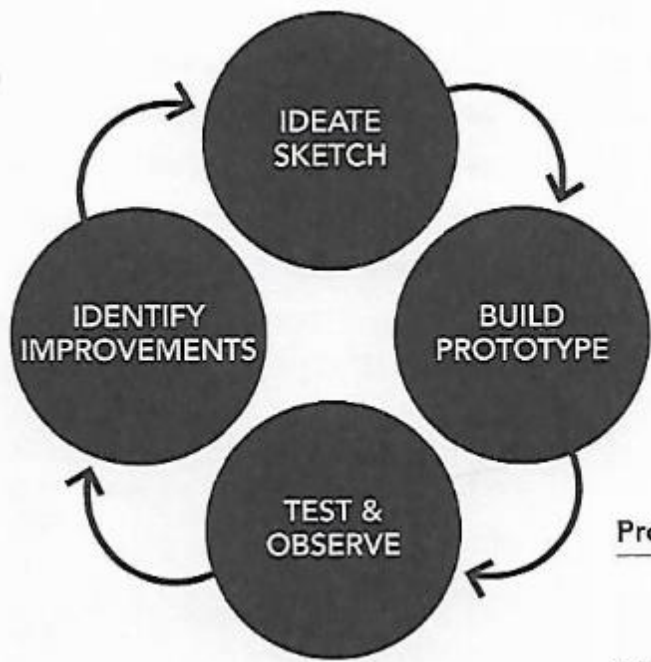 IDEATE
SKETCH
BUILD
PROTOTYPE
TEST &
OBSERVE
IDENTIFY
IMPROVEMENTS